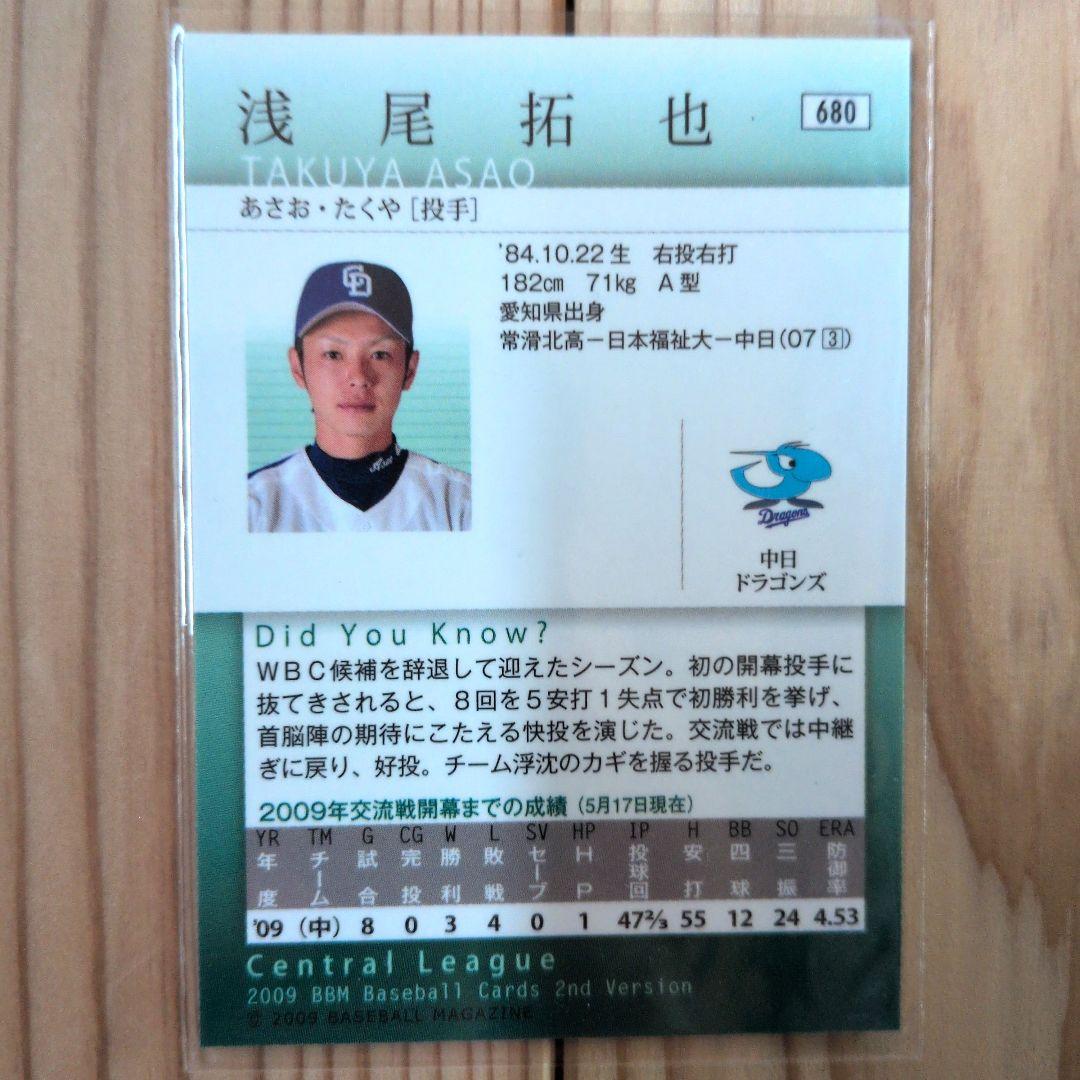 浅尾拓也
680
TAKUYA ASAO
あさお・たくや［投手］
'84.10.22生　右投右打
182㎝　71㎏　A型
愛知県出身
常滑北高－日本福祉大－中日（07③）
CD
Dragons
中日
ドラゴンズ
Did You Know?
ＷＢＣ候補を辞退して迎えたシーズン。初の開幕投手に
抜てきされると、８回を５安打１失点で初勝利を挙げ、
首脳陣の期待にこたえる快投を演じた。交流戦では中継
ぎに戻り、好投。チーム浮沈のカギを握る投手だ。
2009年交流戦開幕までの成績（5月17日現在）
YR TM G CG W L SV HP IP H BB SO ERA
年度 チーム 試合 完投 勝利 敗戦 セーブ HP 投球回 安打 四球 三振 防御率
'09 （中） 8 0 3 4 0 1 47⅔ 55 12 24 4.53
Central League
2009 BBM Baseball Cards 2nd Version
© 2009 BASEBALL MAGAZINE